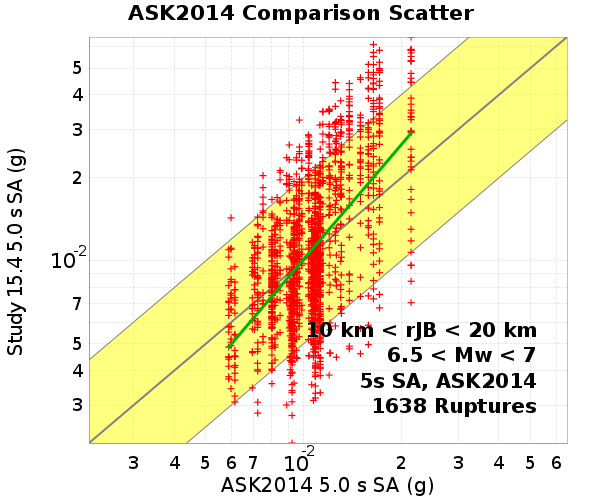 ASK2014 Comparison Scatter
Study 15.4 5.0 s SA (g)
5
4
3
2
10-2
7
5
4
3
10 km < rJB < 20 km
6.5 < Mw < 7
5s SA, ASK2014
1638 Ruptures
3 4 5 6 7 10-2 2 3 4 5 6
ASK2014 5.0 s SA (g)